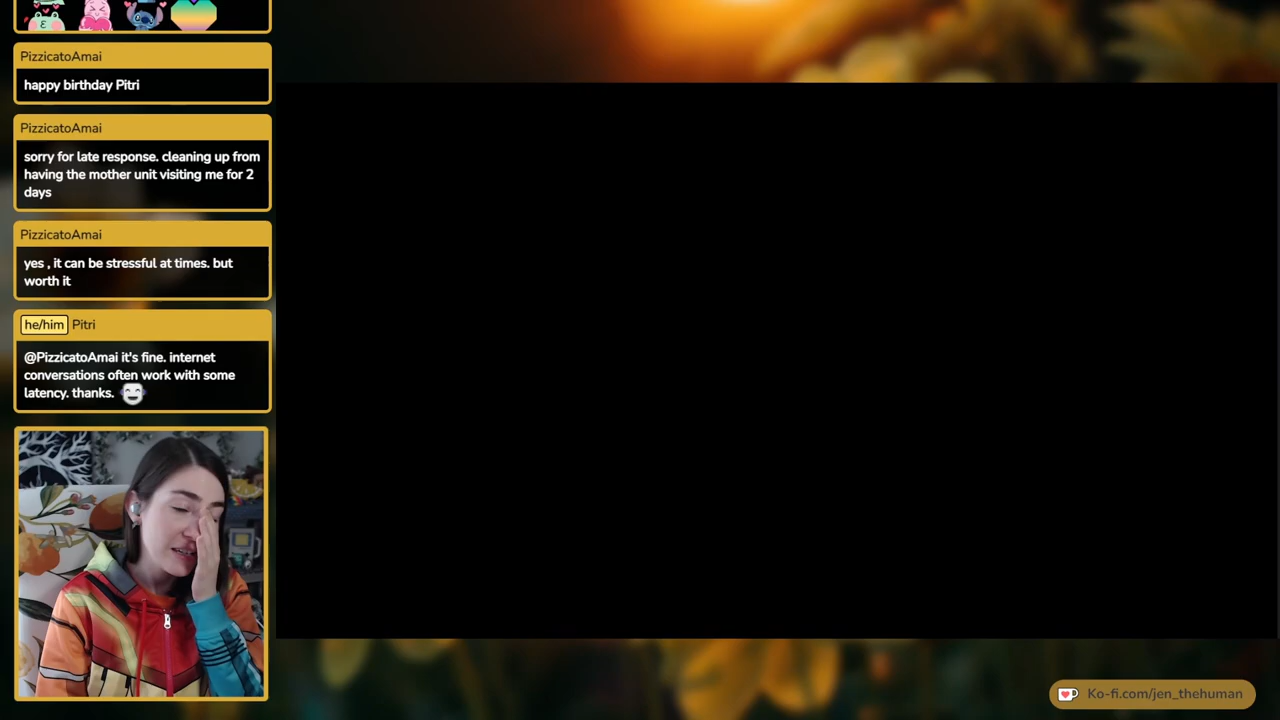 PizzicatoAmai
happy birthday Pitri
PizzicatoAmai
sorry for late response. cleaning up from
having the mother unit visiting me for 2
days
PizzicatoAmai
yes , it can be stressful at times. but
worth it
he/him Pitri
@PizzicatoAmai it's fine. internet
conversations often work with some
latency. thanks.
Ko-fi.com/jen_thehuman